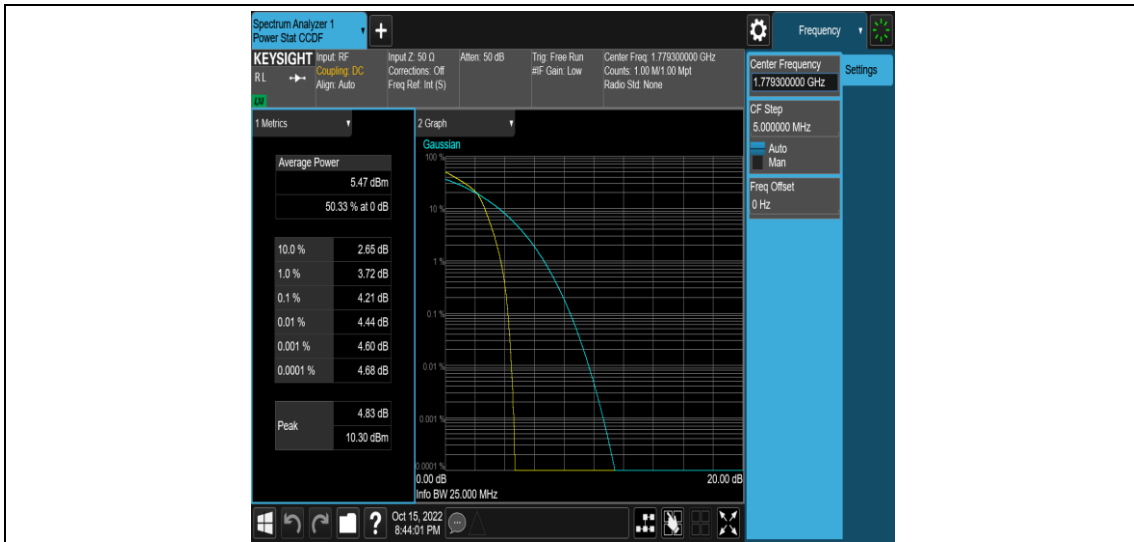 Spectrum Analyzer 1
Power Stat CCDF
+
Frequency
KEYSIGHT
RL
LXI
Input: RF
Coupling: DC
Align: Auto
Input Z: 50 Ω
Corrections: Off
Freq Ref: Int (S)
Atten: 50 dB
Trig: Free Run
#IF Gain: Low
Center Freq: 1.779300000 GHz
Counts: 1.00 M/1.00 Mpt
Radio Std: None
Center Frequency
1.779300000 GHz
Settings
CF Step
5.000000 MHz
Auto
Man
Freq Offset
0 Hz
1 Metrics
Average Power
5.47 dBm
50.33 % at 0 dB
10.0 % 2.65 dB
1.0 % 3.72 dB
0.1 % 4.21 dB
0.01 % 4.44 dB
0.001 % 4.60 dB
0.0001 % 4.68 dB
Peak
4.83 dB
10.30 dBm
2 Graph
Gaussian
100 %
10 %
1 %
0.1 %
0.01 %
0.001 %
0.0001 %
0.00 dB 20.00 dB
Info BW 25.000 MHz
?
Oct 15, 2022
8:44:01 PM